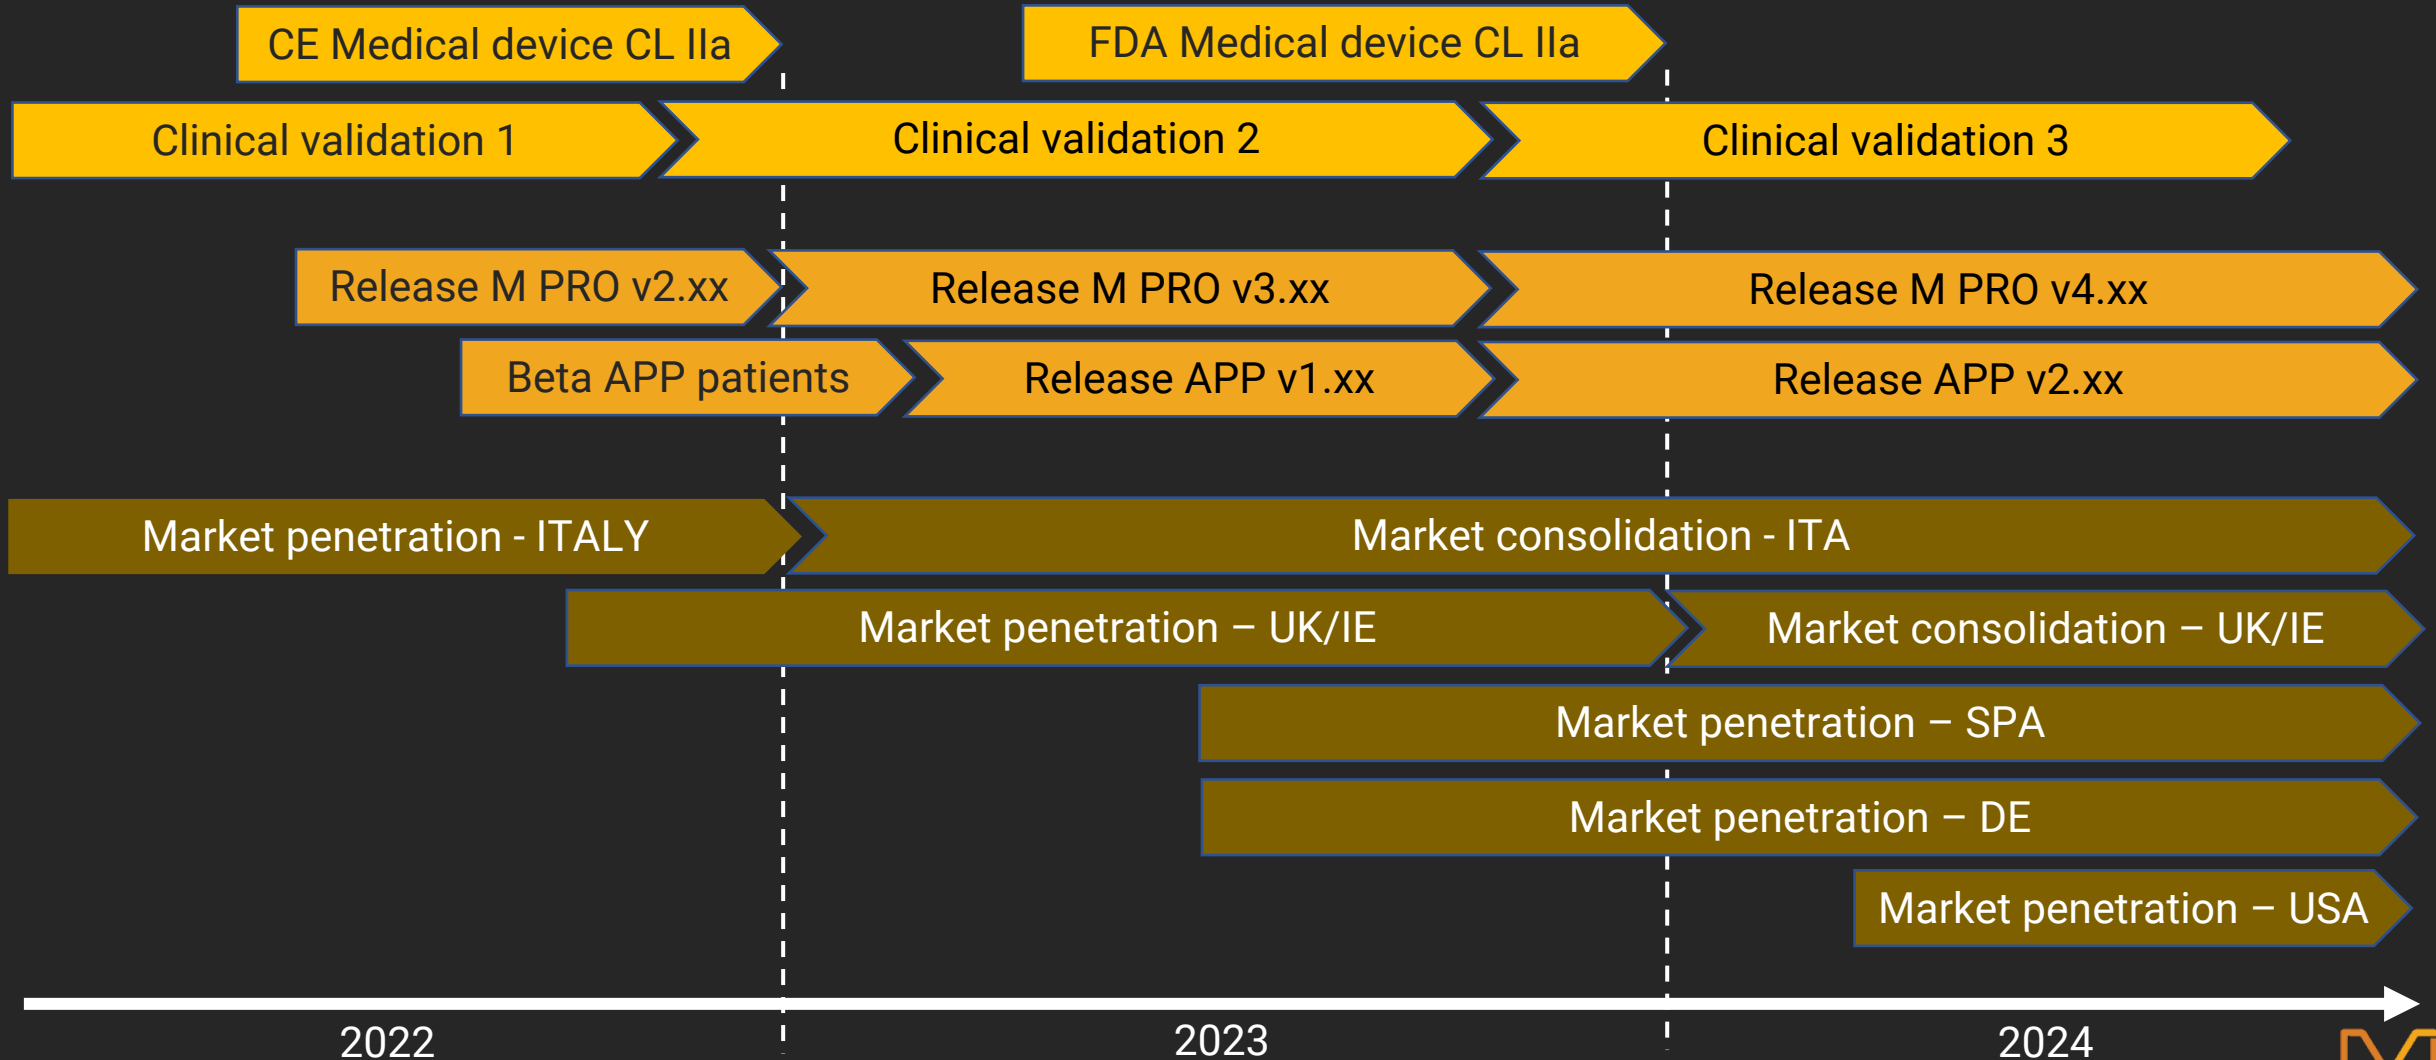 CE Medical device CL IIa
FDA Medical device CL IIa
Clinical validation 1
Clinical validation 2
Clinical validation 3
Release M PRO v2.xx
Release M PRO v3.xx
Release M PRO v4.xx
Beta APP patients
Release APP v1.xx
Release APP v2.xx
Market penetration - ITALY
Market consolidation - ITA
Market penetration – UK/IE
Market consolidation – UK/IE
Market penetration – SPA
Market penetration – DE
Market penetration – USA
2022
2023
2024